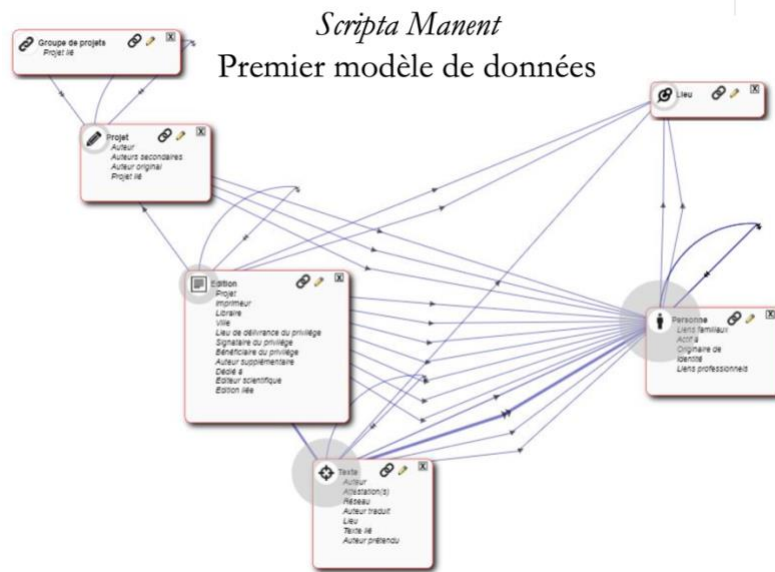 Scripta Manent
Premier modèle de données
Groupe de projets
Projet lié
Projet
Auteur
Auteurs secondaires
Auteur original
Projet lié
Lieu
Edition
Projet
Imprimeur
Libraire
Ville
Lieu de délivrance du privilège
Signataire du privilège
Bénéficiaire du privilège
Auteur supplémentaire
Dédié à
Editeur scientifique
Edition liée
Personne
Liens familiaux
Actif à
Originaire de
Identité
Liens professionnels
Texte
Auteur
Attestation(s)
Réseau
Auteur traduit
Lieu
Texte lié
Auteur prétendu